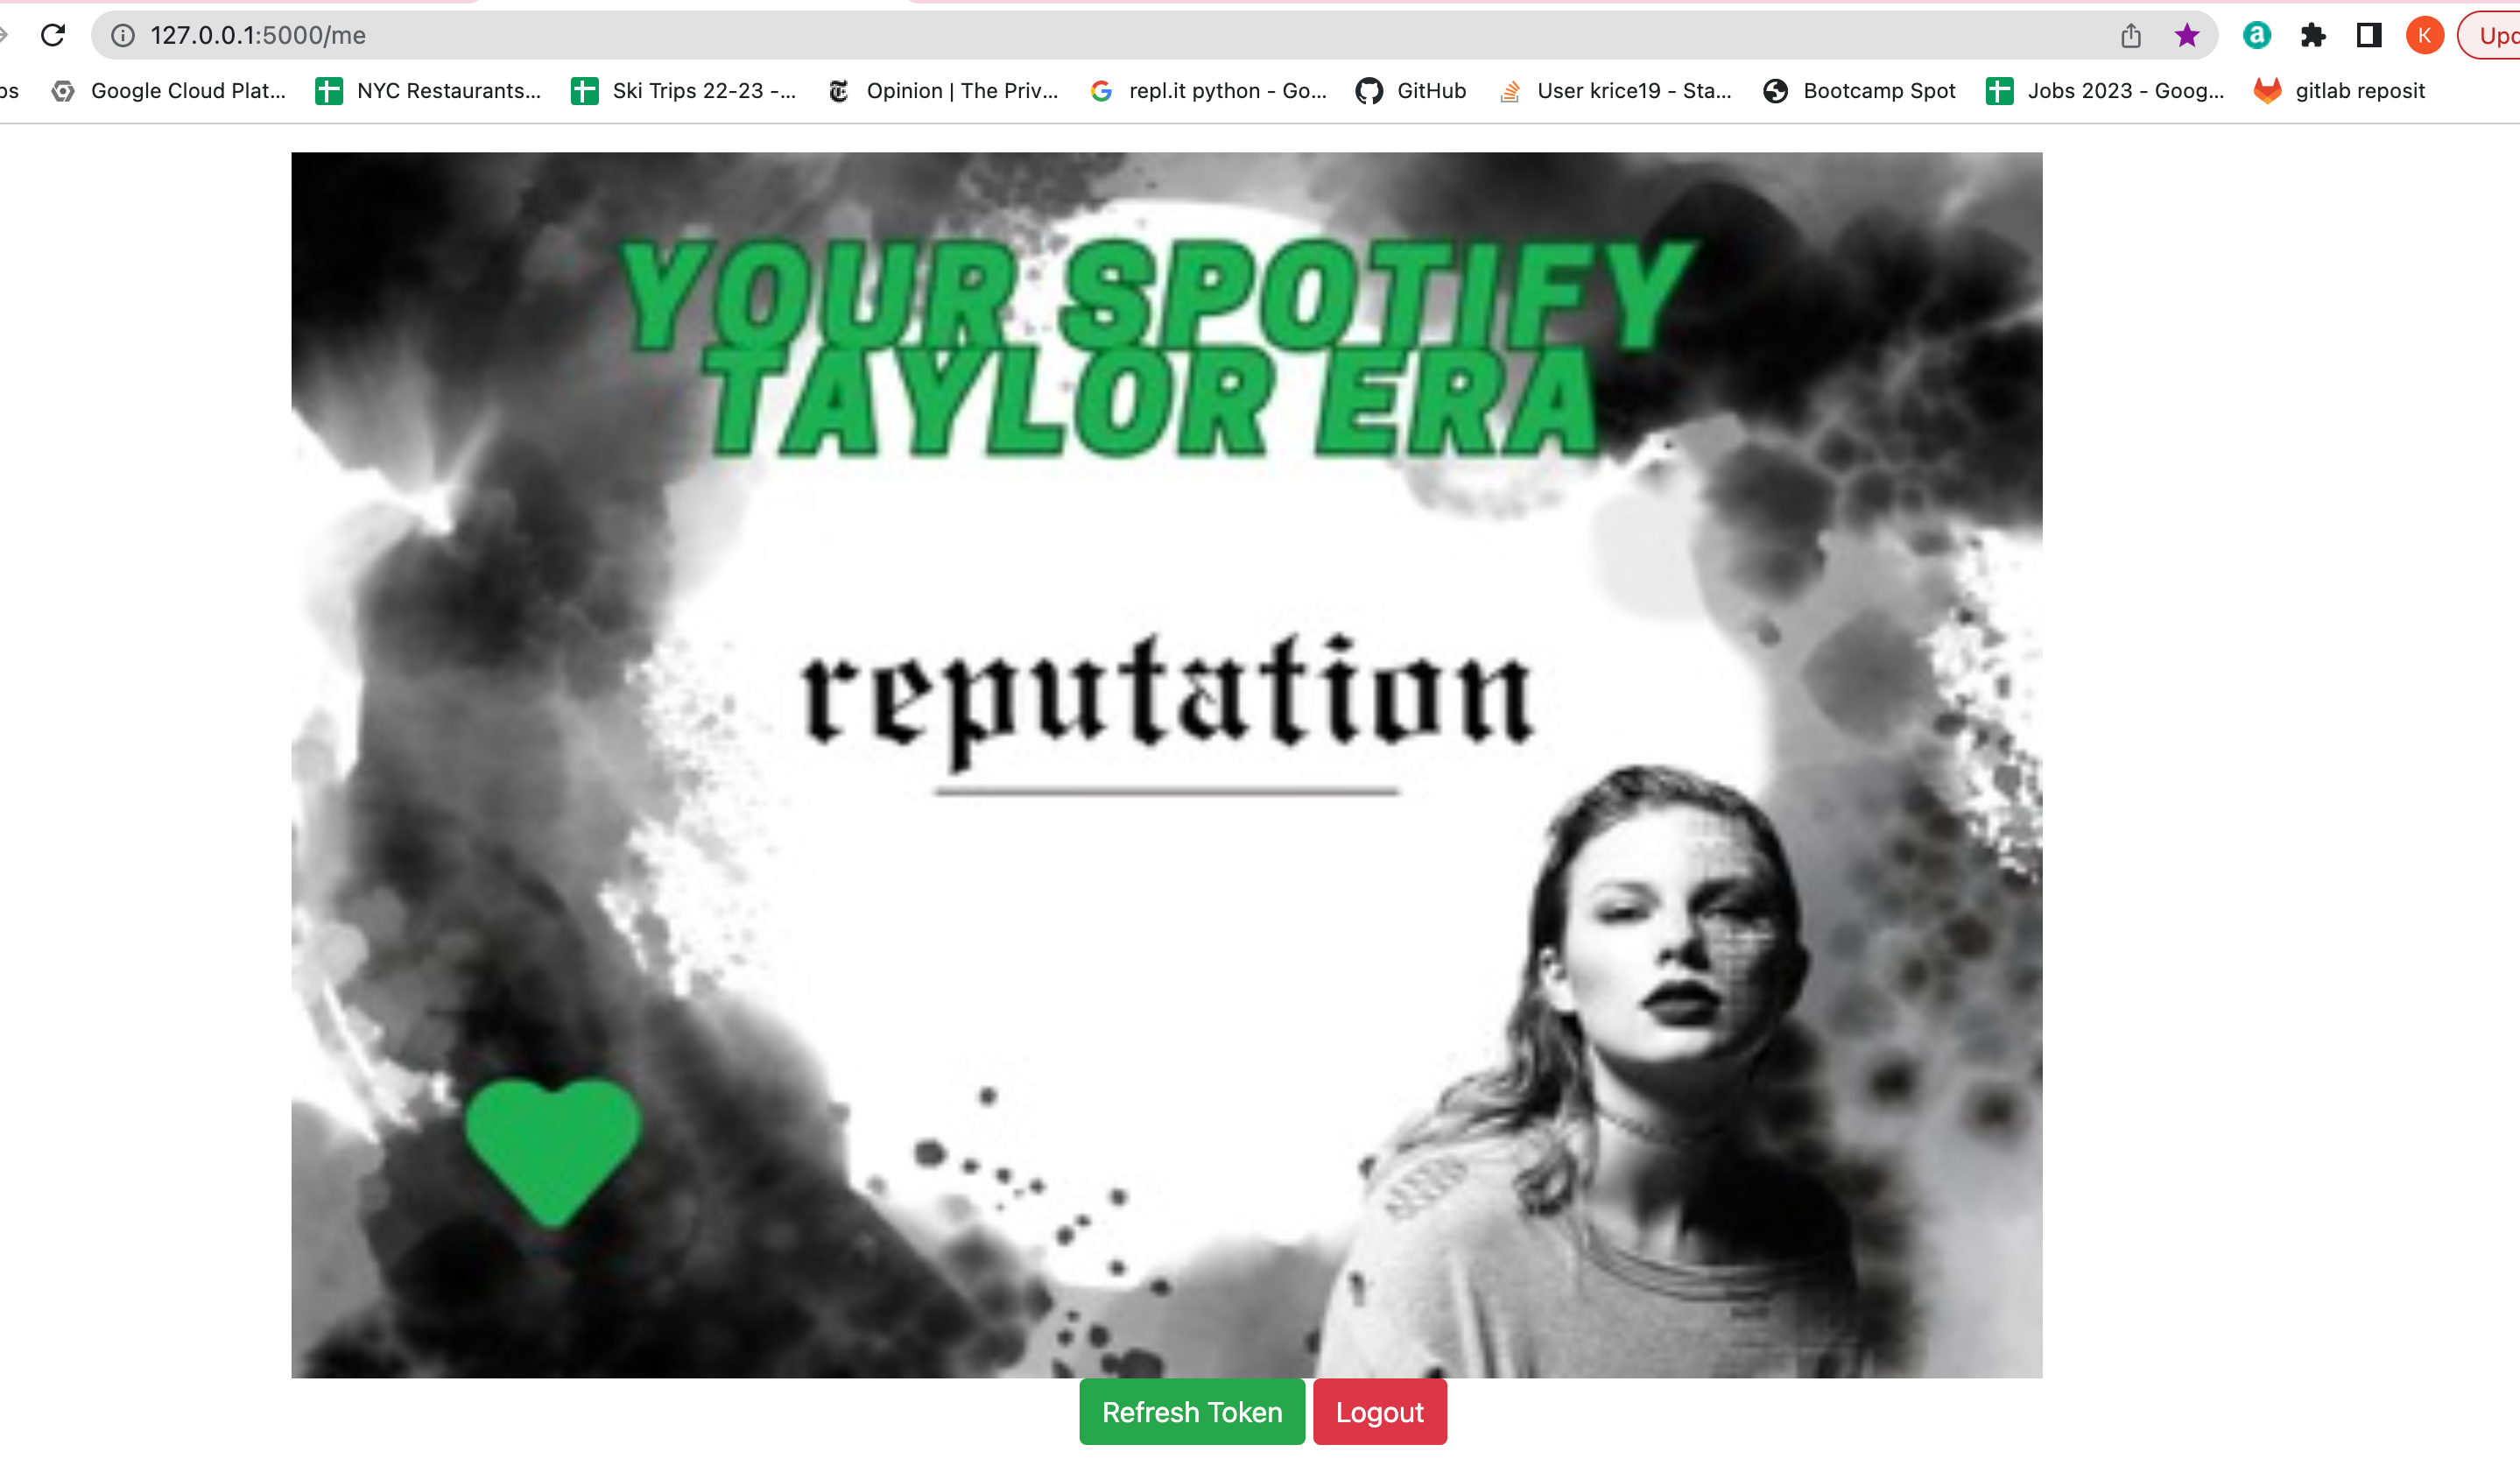 127.0.0.1:5000/me
K
Upd
ps
Google Cloud Plat...
NYC Restaurants...
Ski Trips 22-23 -...
Opinion | The Priv...
repl.it python - Go...
GitHub
User krice19 - Sta...
Bootcamp Spot
Jobs 2023 - Goog...
gitlab reposit
YOUR SPOTIFY
TAYLOR ERA
reputation
Refresh Token
Logout